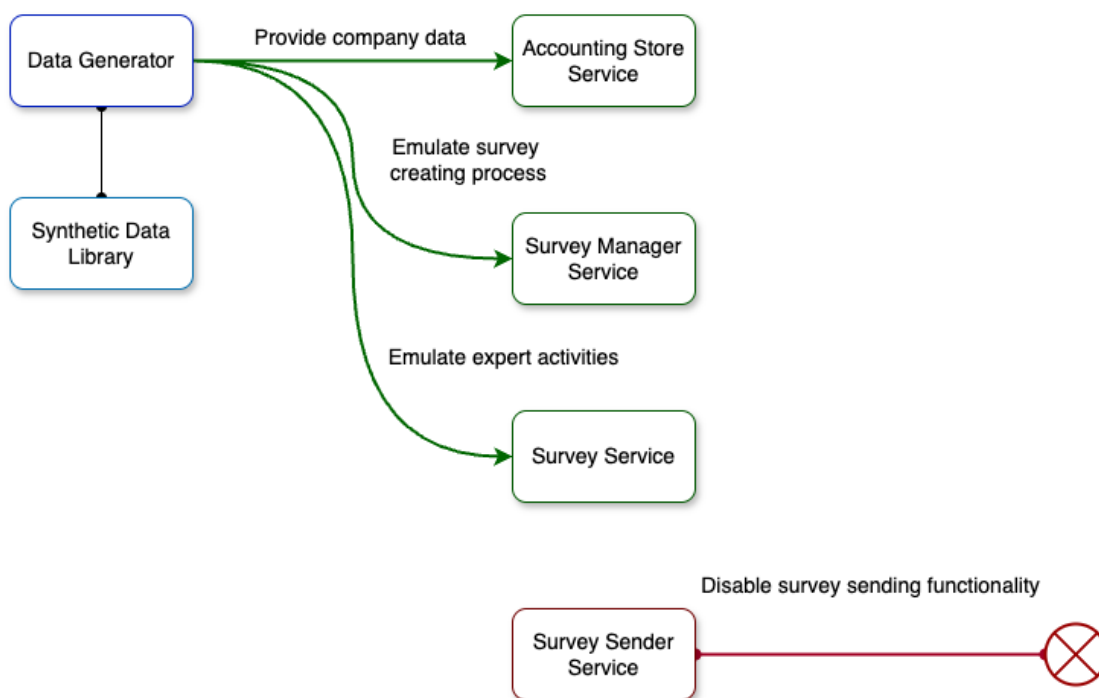 Data Generator
Provide company data
Accounting Store
Service
Emulate survey
creating process
Synthetic Data
Library
Survey Manager
Service
Emulate expert activities
Survey Service
Disable survey sending functionality
Survey Sender
Service